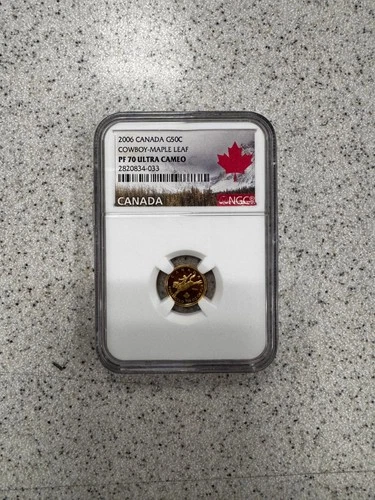 2006 CANADA G50C
COWBOY-MAPLE LEAF
PF 70 ULTRA CAMEO
2820834-033
CANADA
NGC